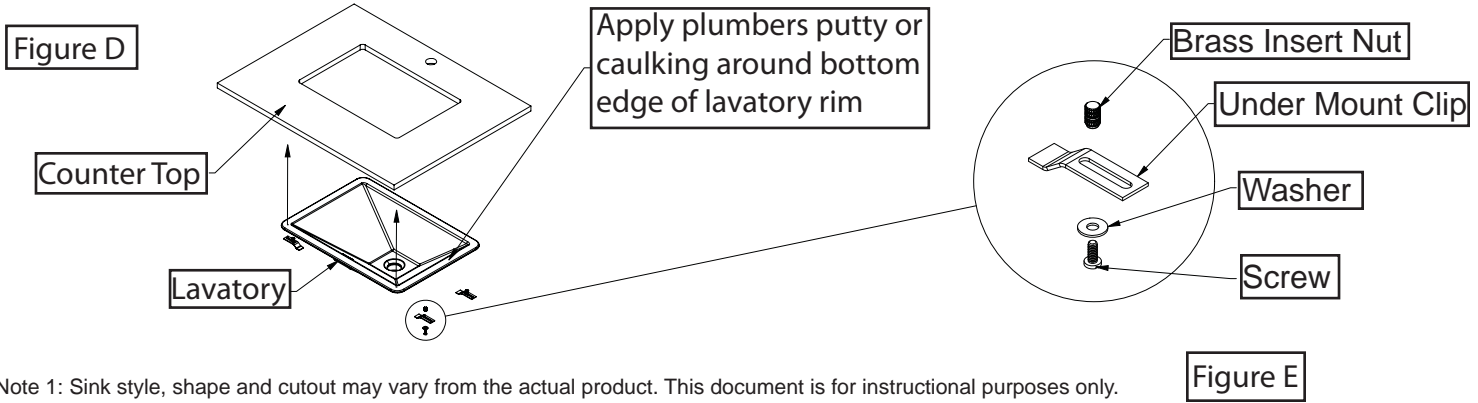 Figure D
Apply plumbers putty or
caulking around bottom
edge of lavatory rim
Counter Top
Lavatory
Brass Insert Nut
Under Mount Clip
Washer
Screw
Figure E
Note 1: Sink style, shape and cutout may vary from the actual product. This document is for instructional purposes only.